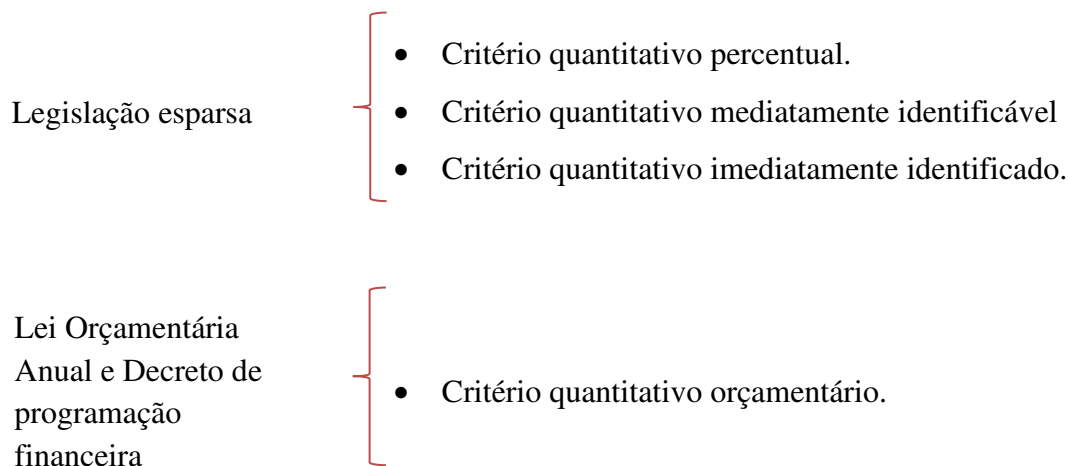 Legislação esparsa
• Critério quantitativo percentual.
• Critério quantitativo mediatamente identificável
• Critério quantitativo imediatamente identificado.
Lei Orçamentária
Anual e Decreto de
programação
financeira
• Critério quantitativo orçamentário.